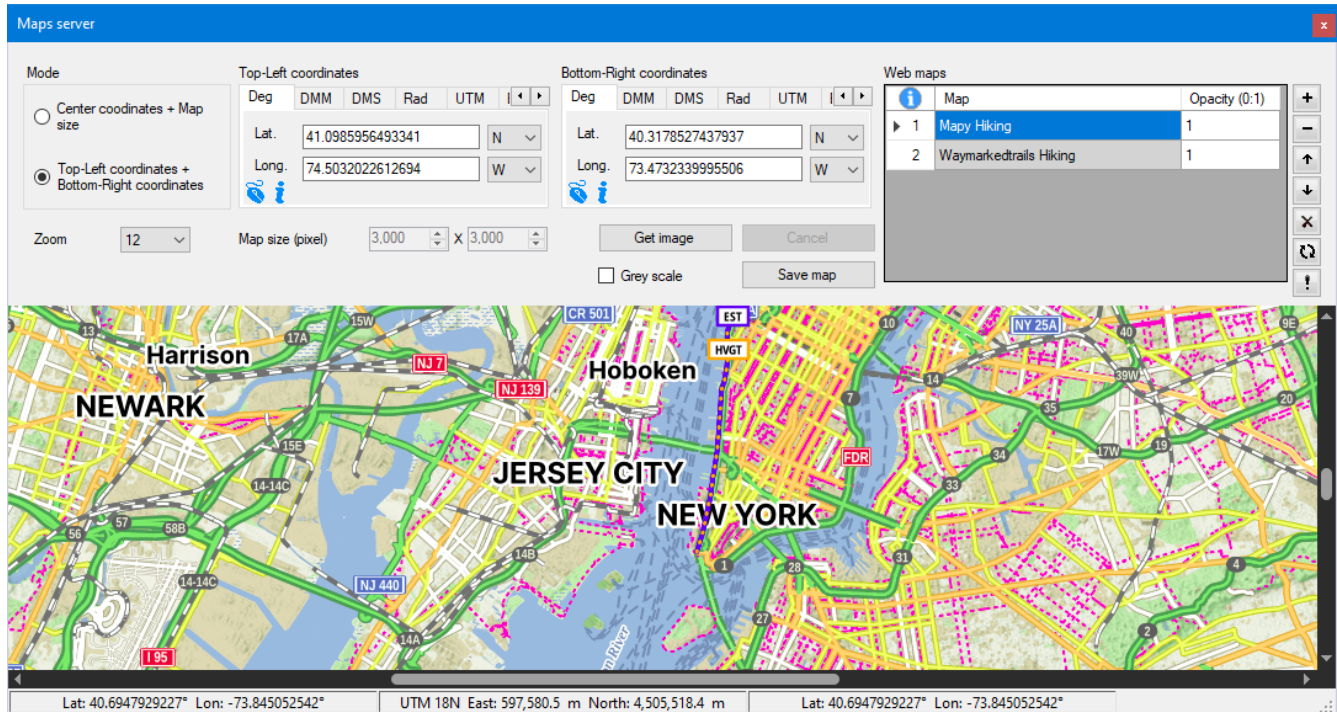 Maps server
x
Mode
Center coodinates + Map
size
Top-Left coordinates +
Bottom-Right coordinates
Top-Left coordinates
Deg DMM DMS Rad UTM
Lat. 41.0985956493341 N
Long. 74.5032022612694 W
Bottom-Right coordinates
Deg DMM DMS Rad UTM
Lat. 40.3178527437937 N
Long. 73.4732339995506 W
Web maps
Map Opacity (0:1)
1 Mapy Hiking 1
2 Waymarkedtrails Hiking 1
Zoom 12
Map size (pixel) 3,000 X 3,000
Get image Cancel
Grey scale Save map
CR 501
EST
15W
10
NY 25A
40
9E
13
17A
Harrison
NJ 7
HVGT
Hoboken
14
39W
NJ 139
7
20
NEWARK
35
15E
19
17W
FDR
34
JERSEY CITY
14-14C
33
NEW YORK
57
58B
56
14B
31
1
28
4
14-14C
NJ 440
27
2
14A
River
I 95
Lat: 40.6947929227° Lon: -73.845052542° UTM 18N East: 597,580.5 m North: 4,505,518.4 m Lat: 40.6947929227° Lon: -73.845052542°